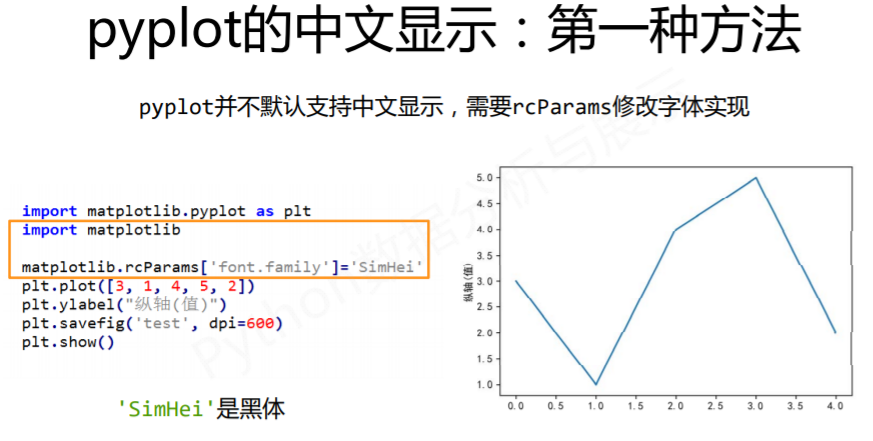 pyplot的中文显示：第一种方法
pyplot并不默认支持中文显示，需要rcParams修改字体实现
import matplotlib.pyplot as plt
import matplotlib
matplotlib.rcParams['font.family']='SimHei'
plt.plot([3, 1, 4, 5, 2])
plt.ylabel("纵轴(值)")
plt.savefig('test', dpi=600)
plt.show()
'SimHei'是黑体
5.0
4.5
4.0
3.5
3.0
2.5
2.0
1.5
1.0
纵轴(值)
0.0 0.5 1.0 1.5 2.0 2.5 3.0 3.5 4.0
Python数据分析与展示